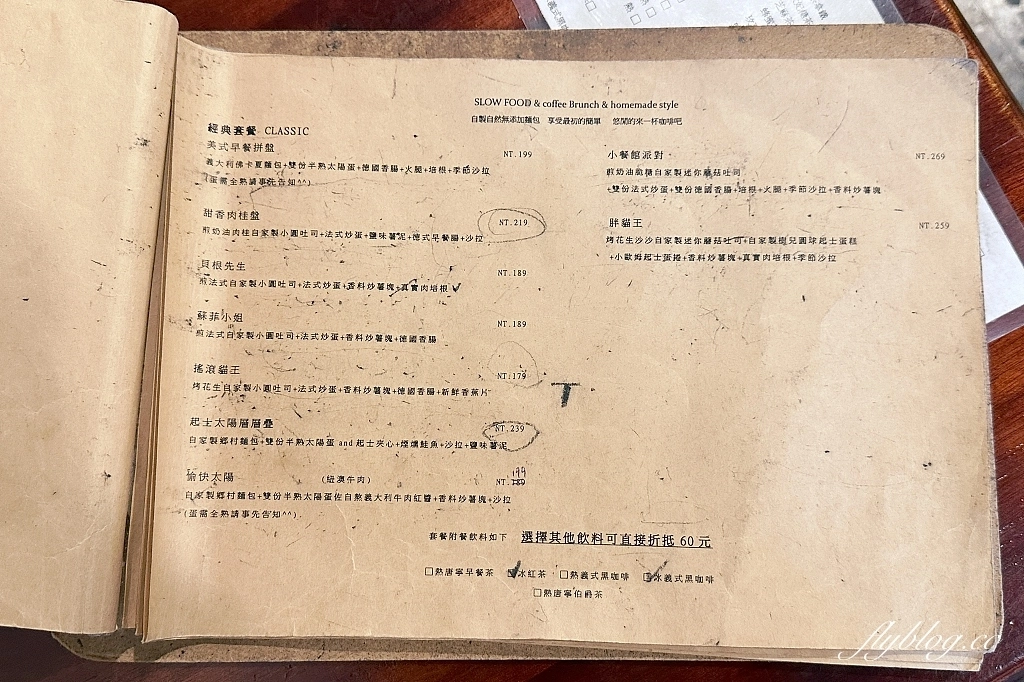 SLOW FOOD & coffee Brunch & homemade style
自製自然無添加麵包 享受最初的簡單 悠閒的來一杯咖啡吧
經典套餐 CLASSIC
美式早餐拼盤 NT.199
義大利佛卡夏麵包+雙份半熟太陽蛋+德國香腸+火腿+培根+季節沙拉
(蛋需全熟請事先告知^^)
甜香肉桂盤 NT.219
煎奶油肉桂自家製小圓吐司+法式炒蛋+鹽味薯泥+德式早餐腸+沙拉
貝根先生 NT.189
煎法式自家製小圓吐司+法式炒蛋+香料炒薯塊+真實肉培根
蘇菲小姐 NT.189
煎法式自家製小圓吐司+法式炒蛋+香料炒薯塊+德國香腸
搖滾貓王 NT.179
烤花生自家製小圓吐司+法式炒蛋+香料炒薯塊+德國香腸+新鮮香蕉片
起士太陽層層疊 NT.239
自家製鄉村麵包+雙份半熟太陽蛋 and 起士夾心+煙燻鮭魚+沙拉+鹽味薯泥
愉快太陽 (紐澳牛肉) NT.199
自家製鄉村麵包+雙份半熟太陽蛋佐自熬義大利牛肉紅醬+香料炒薯塊+沙拉
(蛋需全熟請事先告知^^)
小餐館派對 NT.269
煎奶油脆糖自家製迷你蘑菇吐司
+雙份法式炒蛋+雙份德國香腸+培根+火腿+季節沙拉+香料炒薯塊
胖貓王 NT.259
烤花生沙沙自家製迷你蘑菇吐司+自家製樹兒圓球起士蛋糕
+小歐姆起士蛋捲+香料炒薯塊+真實肉培根+季節沙拉
套餐附餐飲料如下 選擇其他飲料可直接折抵 60 元
□熱唐寧早餐茶 □冰紅茶 □熱義式黑咖啡 □冰義式黑咖啡
□熱唐寧伯爵茶
flyblog.cc